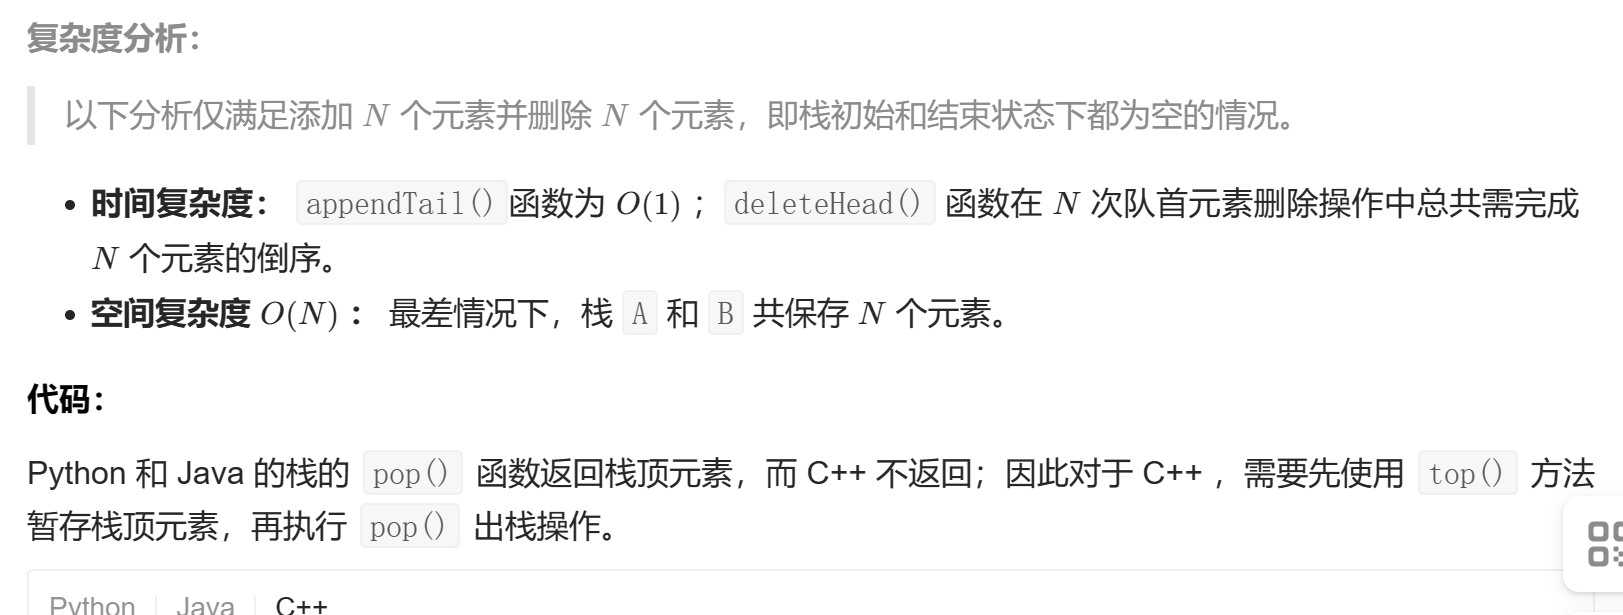 复杂度分析：
以下分析仅满足添加 N 个元素并删除 N 个元素，即栈初始和结束状态下都为空的情况。
• 时间复杂度： appendTail() 函数为 O(1) ； deleteHead() 函数在 N 次队首元素删除操作中总共需完成
N 个元素的倒序。
• 空间复杂度 O(N) ： 最差情况下，栈 A 和 B 共保存 N 个元素。
代码：
Python 和 Java 的栈的 pop() 函数返回栈顶元素，而 C++ 不返回；因此对于 C++ ，需要先使用 top() 方法
暂存栈顶元素，再执行 pop() 出栈操作。
Python Java C++